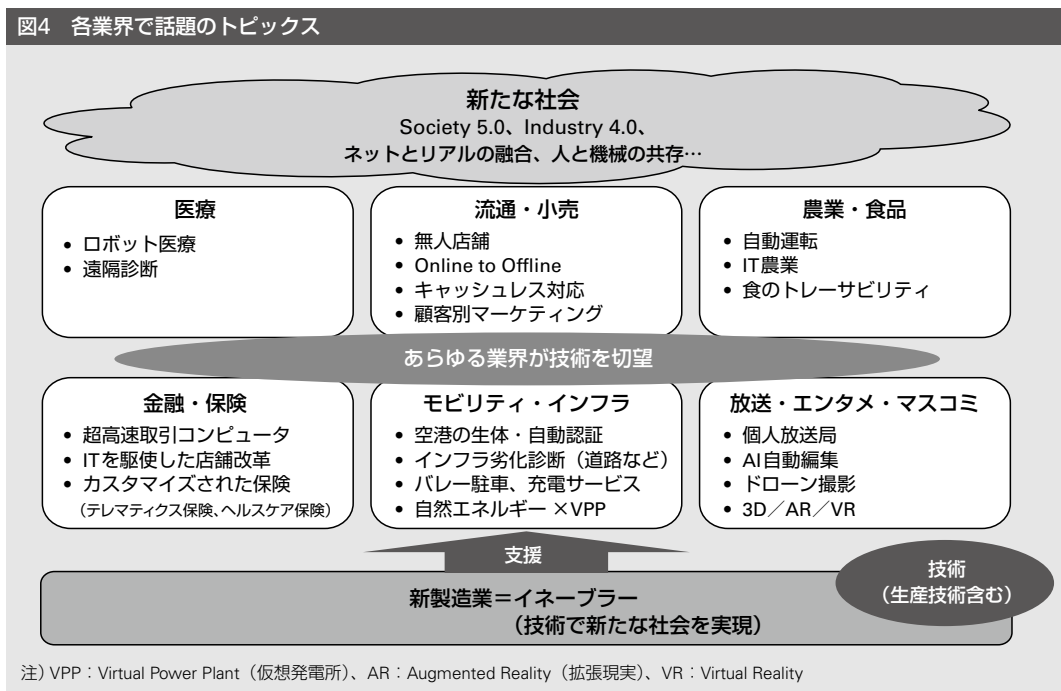 図4 各業界で話題のトピックス
新たな社会
Society 5.0、Industry 4.0、
ネットとリアルの融合、人と機械の共存…
医療
• ロボット医療
• 遠隔診断
流通・小売
• 無人店舗
• Online to Offline
• キャッシュレス対応
• 顧客別マーケティング
農業・食品
• 自動運転
• IT農業
• 食のトレーサビリティ
あらゆる業界が技術を切望
金融・保険
• 超高速取引コンピュータ
• ITを駆使した店舗改革
• カスタマイズされた保険
（テレマティクス保険、ヘルスケア保険）
モビリティ・インフラ
• 空港の生体・自動認証
• インフラ劣化診断（道路など）
• バレー駐車、充電サービス
• 自然エネルギー ×VPP
放送・エンタメ・マスコミ
• 個人放送局
• AI自動編集
• ドローン撮影
• 3D／AR／VR
支援
技術
（生産技術含む）
新製造業＝イネーブラー
（技術で新たな社会を実現）
注）VPP：Virtual Power Plant（仮想発電所）、AR：Augmented Reality（拡張現実）、VR：Virtual Reality